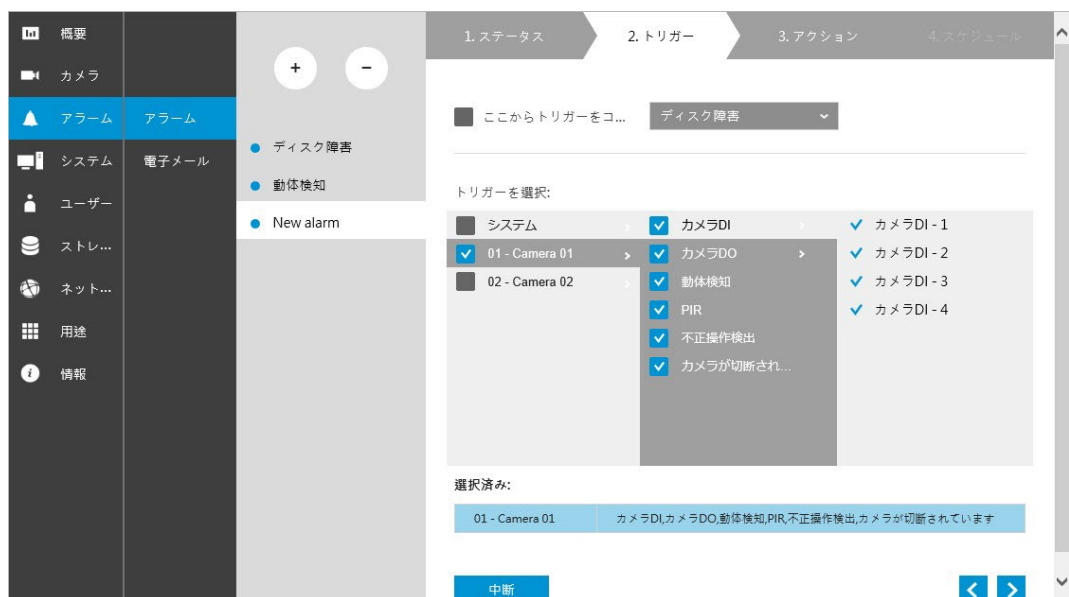 概要
カメラ
アラーム
システム
ユーザー
ストレ...
ネット...
用途
情報
アラーム
電子メール
+ -
ディスク障害
動体検知
New alarm
1. ステータス 2. トリガー 3. アクション 4. スケジュール
ここからトリガーをコ... ディスク障害
トリガーを選択:
システム カメラDI カメラDI - 1
01 - Camera 01 カメラDO カメラDI - 2
02 - Camera 02 動体検知 カメラDI - 3
PIR カメラDI - 4
不正操作検出
カメラが切断され...
選択済み:
01 - Camera 01 カメラDI,カメラDO,動体検知,PIR,不正操作検出,カメラが切断されています
中断